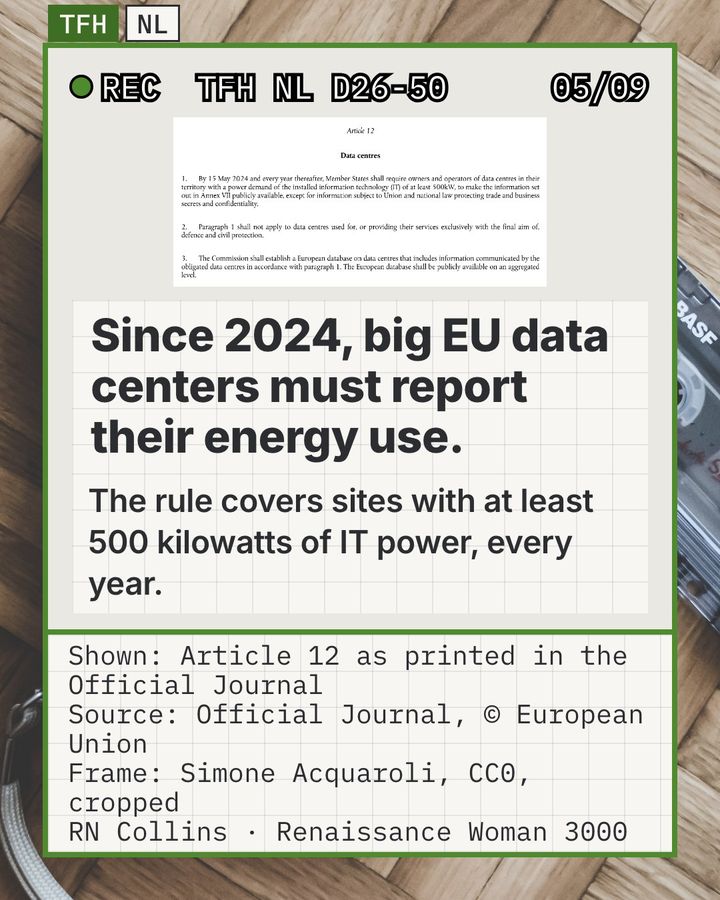 TFH NL
REC TFH NL D26-50 05/09
Article 12
Data centres
1. By 15 May 2024 and every year thereafter, Member States shall require owners and operators of data centres in their
territory with a power demand of the installed information technology (IT) of at least 500kW, to make the information set
out in Annex VII publicly available, except for information subject to Union and national law protecting trade and business
secrets and confidentiality.
2. Paragraph 1 shall not apply to data centres used for, or providing their services exclusively with the final aim of,
defence and civil protection.
3. The Commission shall establish a European database on data centres that includes information communicated by the
obligated data centres in accordance with paragraph 1. The European database shall be publicly available on an aggregated
level.
Since 2024, big EU data
centers must report
their energy use.
The rule covers sites with at least
500 kilowatts of IT power, every
year.
Shown: Article 12 as printed in the
Official Journal
Source: Official Journal, © European
Union
Frame: Simone Acquaroli, CC0,
cropped
RN Collins · Renaissance Woman 3000
BASF